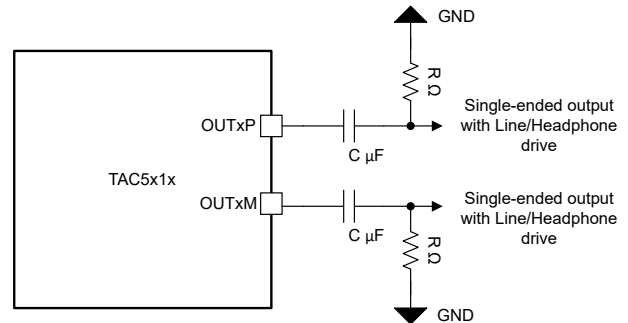 GND
R Ω
OUTxP
Single-ended output
with Line/Headphone
drive
C μF
TAC5x1x
OUTxM
Single-ended output
with Line/Headphone
drive
C μF
R Ω
GND